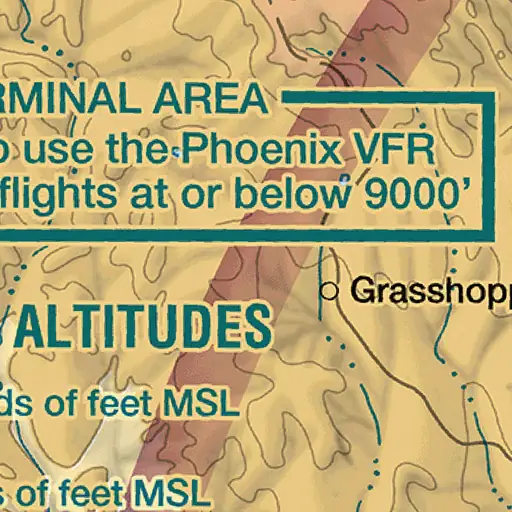 RMINAL AREA
o use the Phoenix VFR
flights at or below 9000'
Grasshopp
ALTITUDES
ds of feet MSL
s of feet MSL